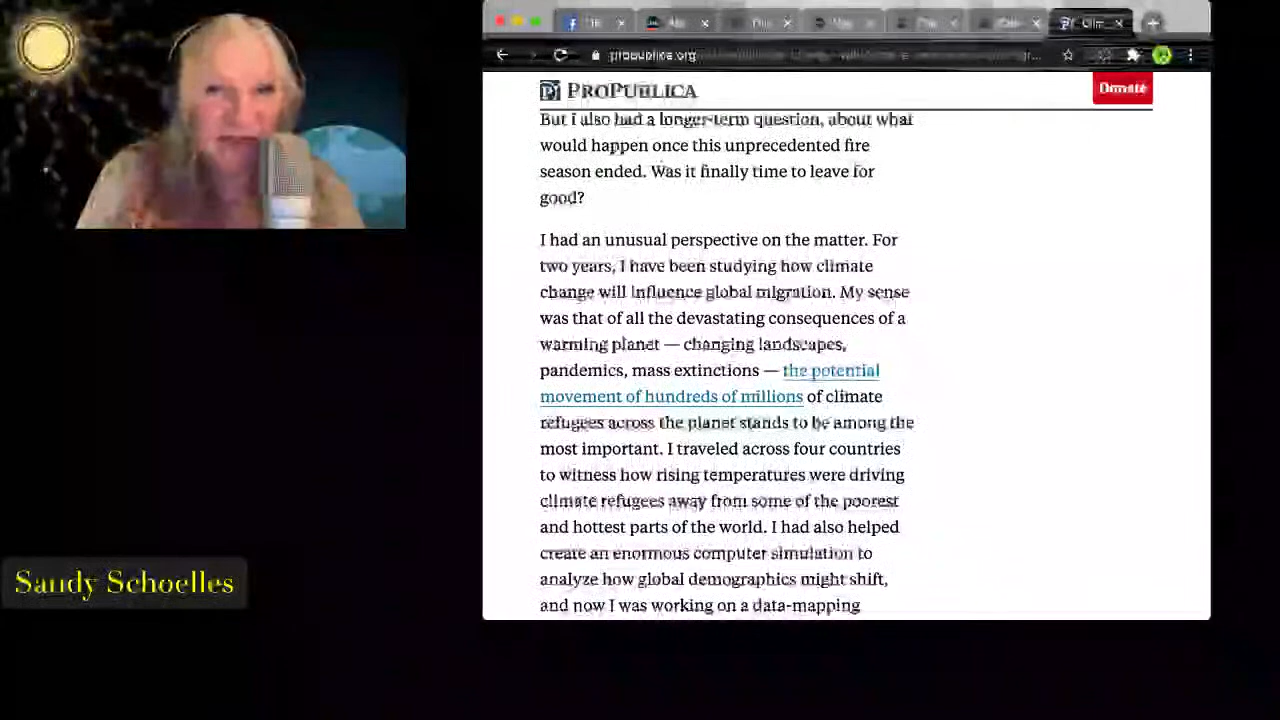 propublica.org
PROPUBLICA
Donate
But I also had a longer-term question, about what
would happen once this unprecedented fire
season ended. Was it finally time to leave for
good?
I had an unusual perspective on the matter. For
two years, I have been studying how climate
change will influence global migration. My sense
was that of all the devastating consequences of a
warming planet — changing landscapes,
pandemics, mass extinctions — the potential
movement of hundreds of millions of climate
refugees across the planet stands to be among the
most important. I traveled across four countries
to witness how rising temperatures were driving
climate refugees away from some of the poorest
and hottest parts of the world. I had also helped
create an enormous computer simulation to
analyze how global demographics might shift,
and now I was working on a data-mapping
Sandy Schoelles